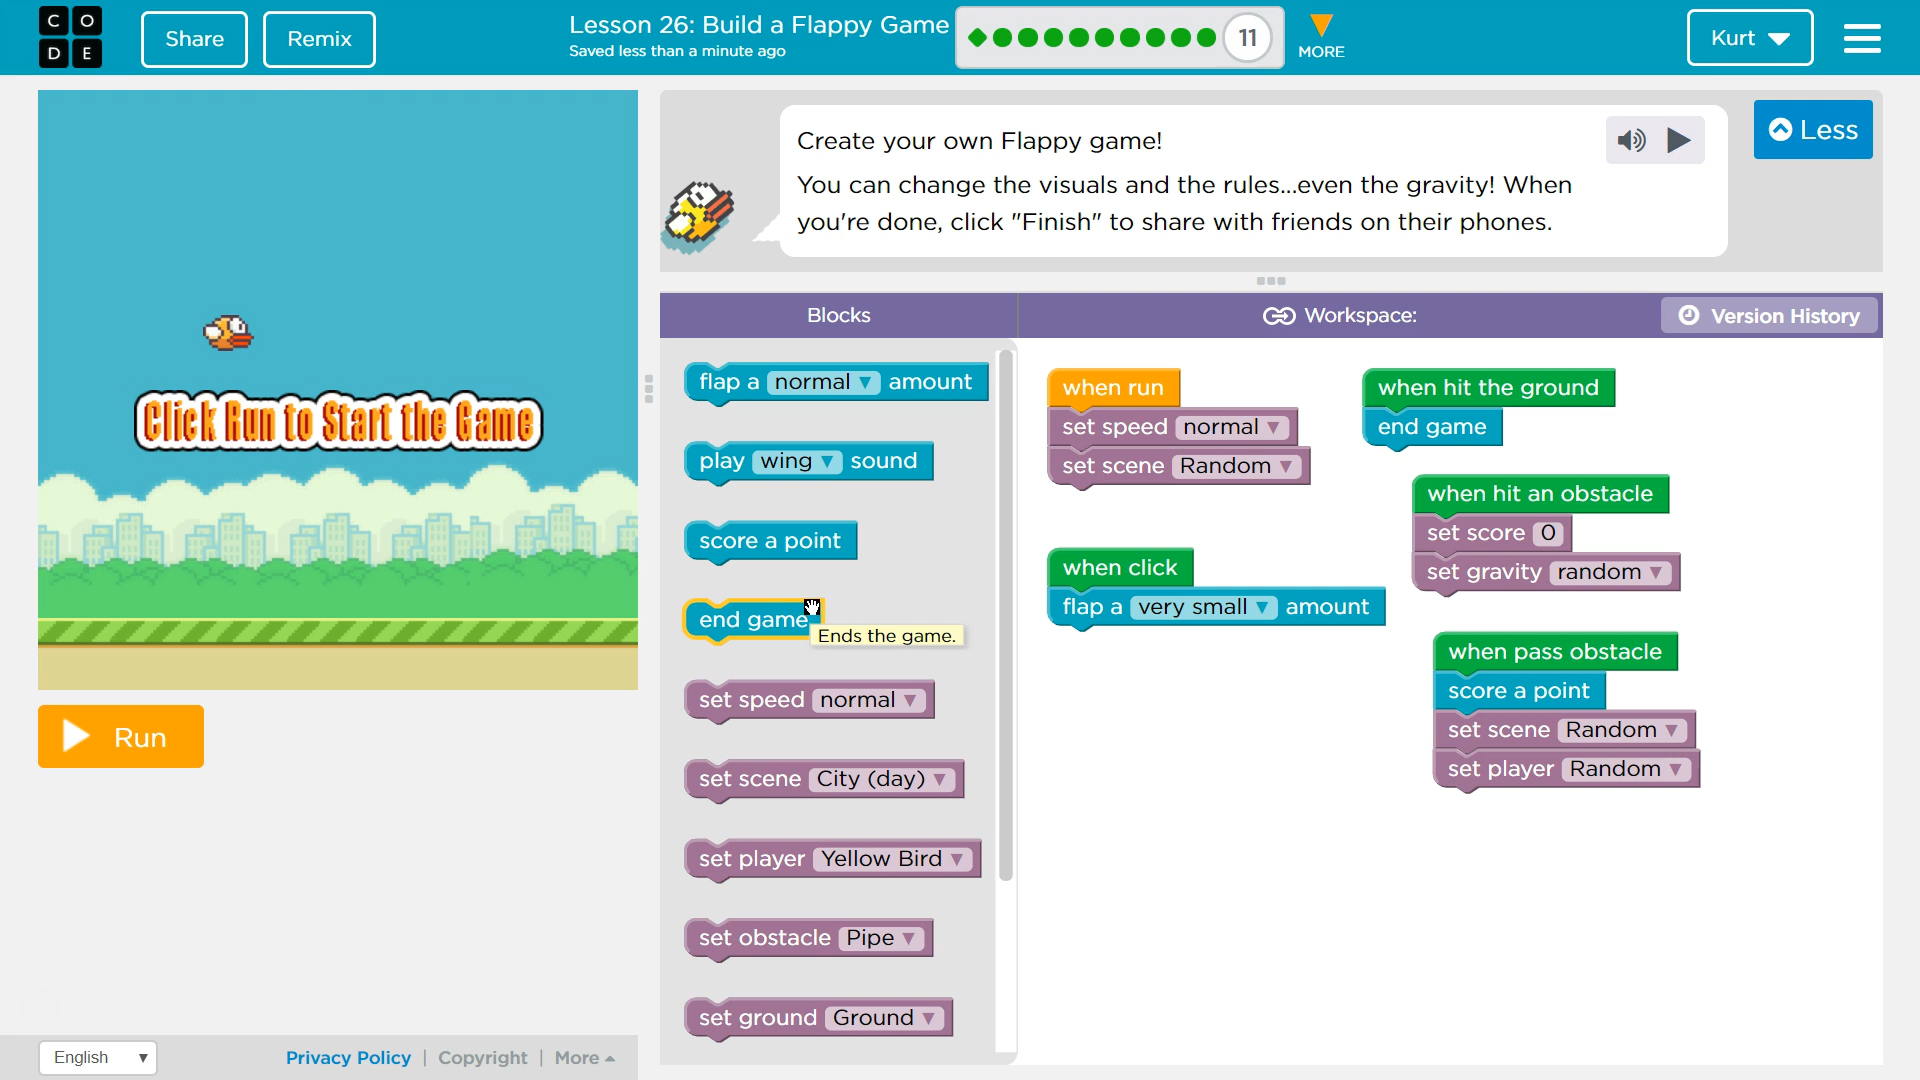 CODE
Share
Remix
Lesson 26: Build a Flappy Game
Saved less than a minute ago
11
MORE
Kurt
Create your own Flappy game!
You can change the visuals and the rules...even the gravity! When
you're done, click "Finish" to share with friends on their phones.
Less
Click Run to Start the Game
Run
Blocks
Workspace:
Version History
flap a normal ▼ amount
play wing ▼ sound
score a point
end game
Ends the game.
set speed normal ▼
set scene City (day) ▼
set player Yellow Bird ▼
set obstacle Pipe ▼
set ground Ground ▼
when run
set speed normal ▼
set scene Random ▼
when click
flap a very small ▼ amount
when hit the ground
end game
when hit an obstacle
set score 0
set gravity random ▼
when pass obstacle
score a point
set scene Random ▼
set player Random ▼
English ▼
Privacy Policy | Copyright | More